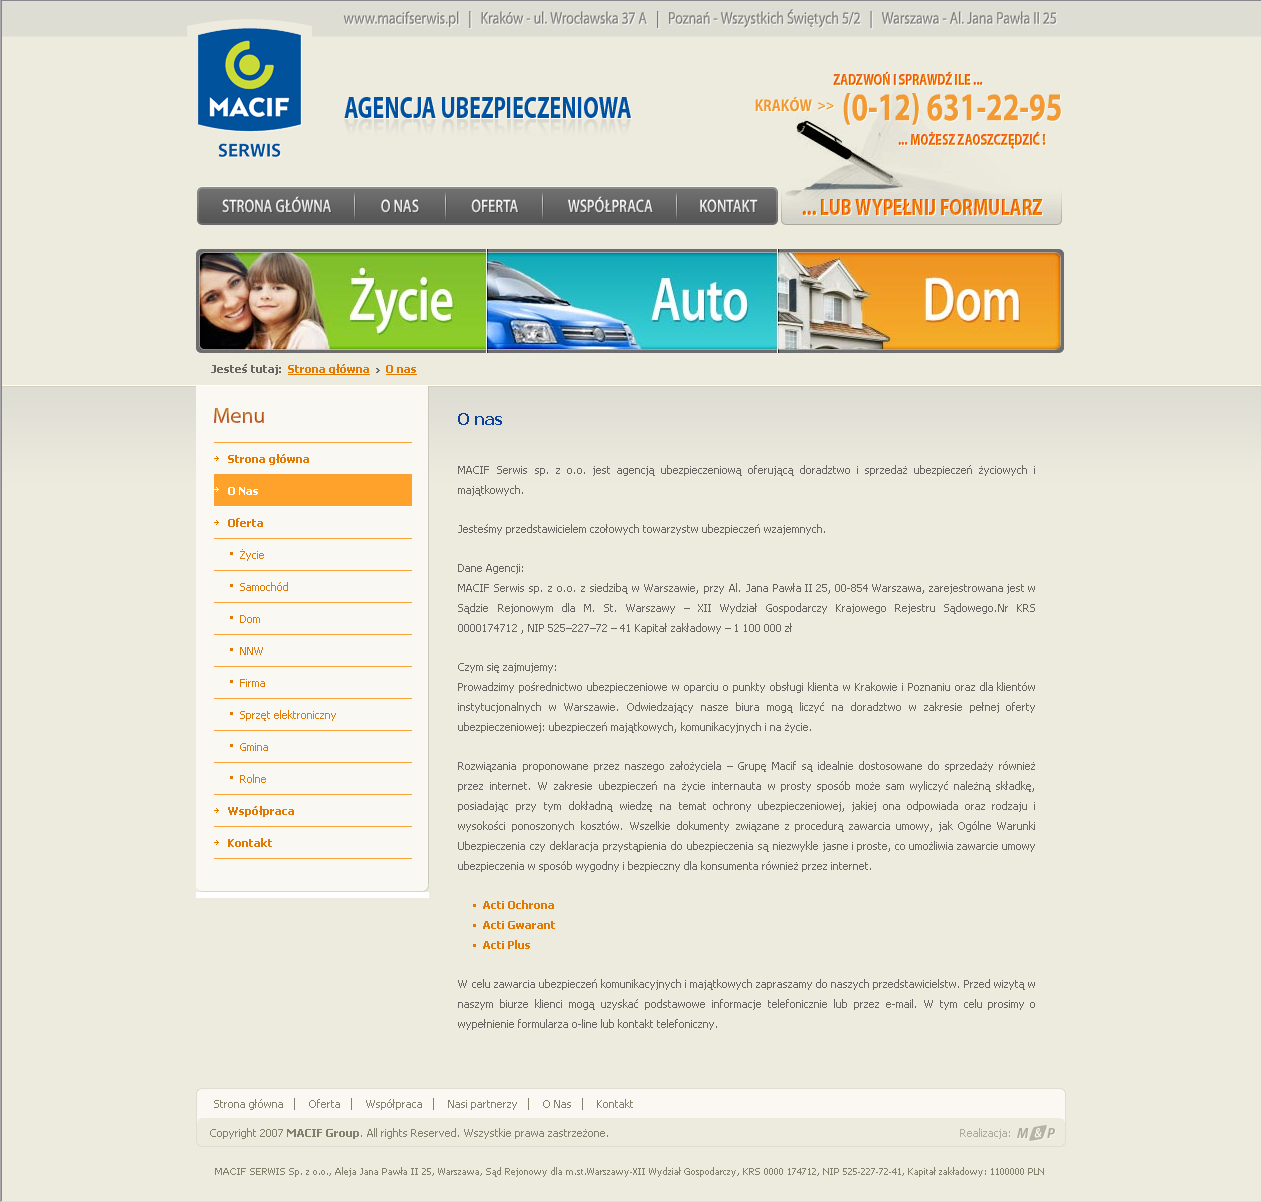 www.macifserwis.pl | Kraków - ul. Wrocławska 37 A | Poznań - Wszystkich Świętych 5/2 | Warszawa - Al. Jana Pawła II 25
MACIF
SERWIS
AGENCJA UBEZPIECZENIOWA
ZADZWOŃ I SPRAWDŹ ILE ...
KRAKÓW >> (0-12) 631-22-95
... MOŻESZ ZAOSZCZĘDZIĆ !
STRONA GŁÓWNA O NAS OFERTA WSPÓŁPRACA KONTAKT
... LUB WYPEŁNIJ FORMULARZ
Życie Auto Dom
Jesteś tutaj: Strona główna › O nas
Menu
Strona główna
O Nas
Oferta
Życie
Samochód
Dom
NNW
Firma
Sprzęt elektroniczny
Gmina
Rolne
Współpraca
Kontakt
O nas
MACIF Serwis sp. z o.o. jest agencją ubezpieczeniową oferującą doradztwo i sprzedaż ubezpieczeń życiowych i
majątkowych.
Jesteśmy przedstawicielem czołowych towarzystw ubezpieczeń wzajemnych.
Dane Agencji:
MACIF Serwis sp. z o.o. z siedzibą w Warszawie, przy Al. Jana Pawła II 25, 00-854 Warszawa, zarejestrowana jest w
Sądzie Rejonowym dla M. St. Warszawy – XII Wydział Gospodarczy Krajowego Rejestru Sądowego.Nr KRS
0000174712 , NIP 525–227–72 – 41 Kapitał zakładowy – 1 100 000 zł
Czym się zajmujemy:
Prowadzimy pośrednictwo ubezpieczeniowe w oparciu o punkty obsługi klienta w Krakowie i Poznaniu oraz dla klientów
instytucjonalnych w Warszawie. Odwiedzający nasze biura mogą liczyć na doradztwo w zakresie pełnej oferty
ubezpieczeniowej: ubezpieczeń majątkowych, komunikacyjnych i na życie.
Rozwiązania proponowane przez naszego założyciela – Grupę Macif są idealnie dostosowane do sprzedaży również
przez internet. W zakresie ubezpieczeń na życie internauta w prosty sposób może sam wyliczyć należną składkę,
posiadając przy tym dokładną wiedzę na temat ochrony ubezpieczeniowej, jakiej ona odpowiada oraz rodzaju i
wysokości ponoszonych kosztów. Wszelkie dokumenty związane z procedurą zawarcia umowy, jak Ogólne Warunki
Ubezpieczenia czy deklaracja przystąpienia do ubezpieczenia są niezwykle jasne i proste, co umożliwia zawarcie umowy
ubezpieczenia w sposób wygodny i bezpieczny dla konsumenta również przez internet.
Acti Ochrona
Acti Gwarant
Acti Plus
W celu zawarcia ubezpieczeń komunikacyjnych i majątkowych zapraszamy do naszych przedstawicielstw. Przed wizytą w
naszym biurze klienci mogą uzyskać podstawowe informacje telefonicznie lub przez e-mail. W tym celu prosimy o
wypełnienie formularza o-line lub kontakt telefoniczny.
Strona główna | Oferta | Współpraca | Nasi partnerzy | O Nas | Kontakt
Copyright 2007 MACIF Group. All rights Reserved. Wszystkie prawa zastrzeżone.
Realizacja: M&P
MACIF SERWIS Sp. z o.o., Aleja Jana Pawła II 25, Warszawa, Sąd Rejonowy dla m.st.Warszawy-XII Wydział Gospodarczy, KRS 0000 174712, NIP 525-227-72-41, Kapitał zakładowy: 1100000 PLN